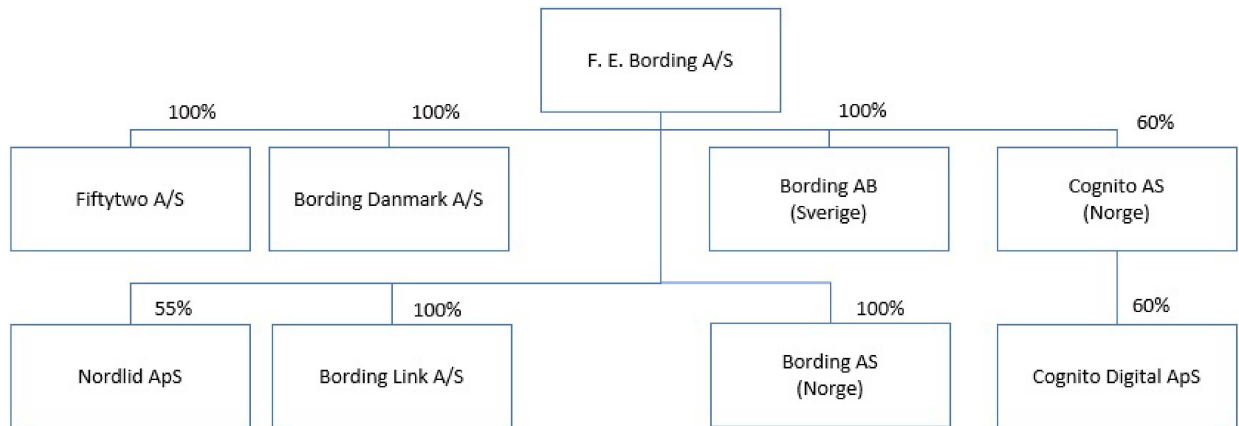 F. E. Bording A/S
100%
100%
100%
60%
Fiftytwo A/S
Bording Danmark A/S
Bording AB
(Sverige)
Cognito AS
(Norge)
55%
100%
100%
60%
Nordlid ApS
Bording Link A/S
Bording AS
(Norge)
Cognito Digital ApS